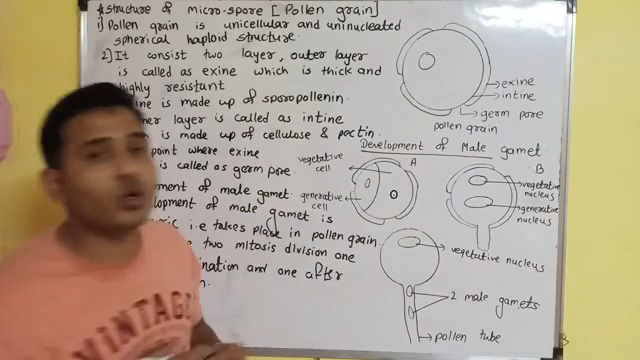 structure of micro-spore [Pollen grain]
1) Pollen grain is unicellular and uninucleated
spherical haploid structure.
2) It consist two layer, outer layer
is called as exine which is thick and
highly resistant
is made up of sporopollenin.
layer is called as intine
is made up of cellulose & pectin.
point where exine
is called as germ pore.
of male gamet.
of male gamet is
i.e takes place in pollen grain.
two mitosis division one
and one after
exine
intine
germ pore
pollen grain
Development of Male gamet
vegetative
cell
generative
cell
A
B
vegetative
nucleus
generative
nucleus
vegetative nucleus
2 male gamets
pollen tube
VINTAGE